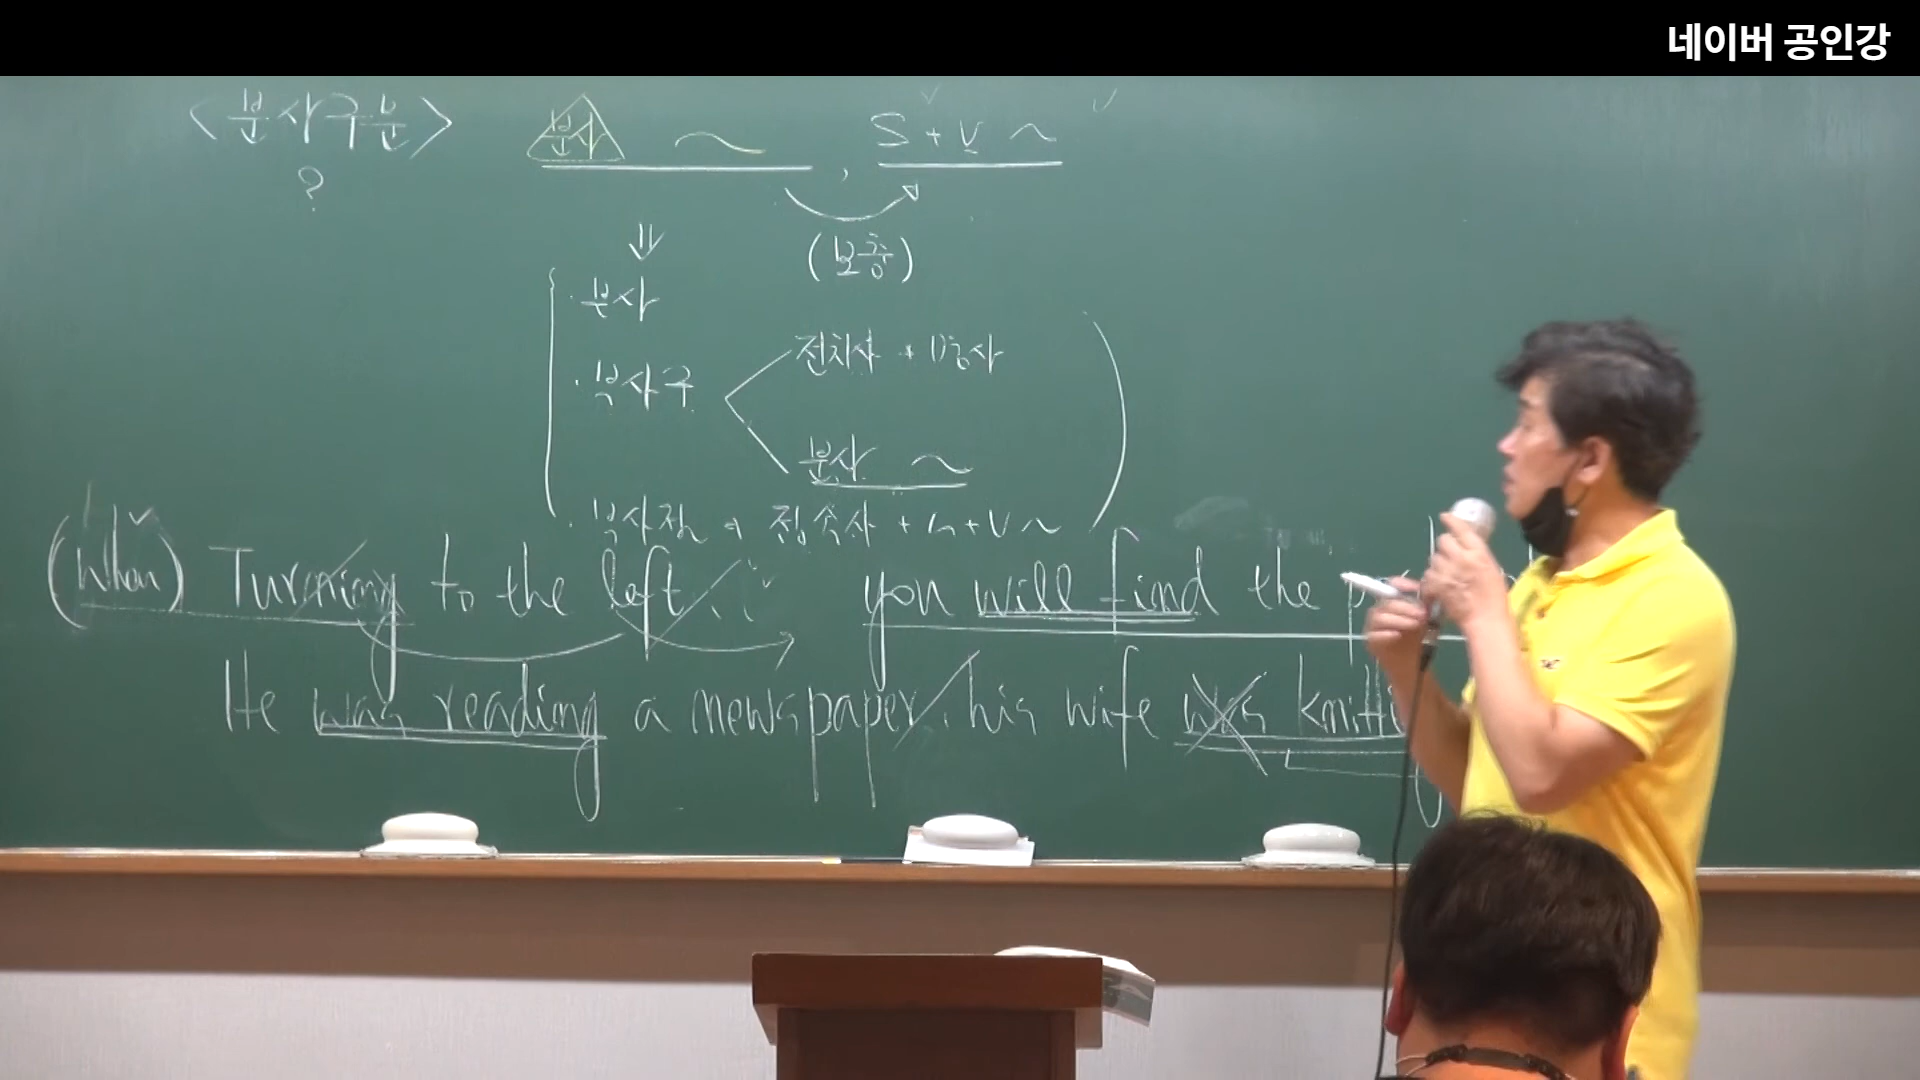 네이버 공인강
<분사구문> 분사 ~ , S + V ~
?
(보충)
· 부사
· 부사구 전치사 + 명사
분사 ~
· 부사절 → 접속사 + S + V ~
(When) Turning to the left, you will find the
He was reading a newspaper, his wife was